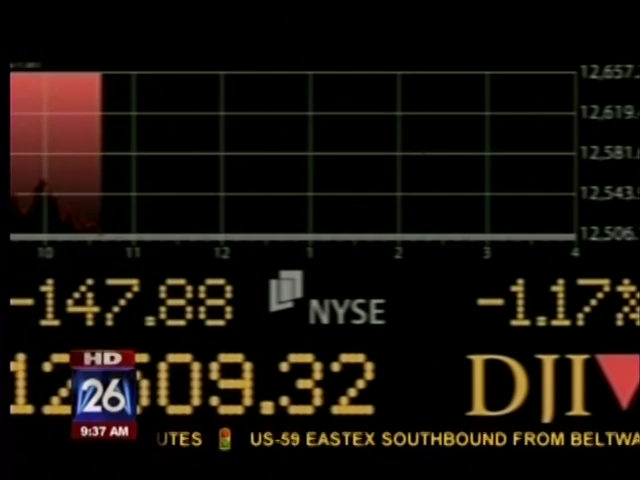 12,657.
12,619.
12,581.
12,543.
12,506.
10 11 12 1 2 3 4
-147.88 NYSE -1.17%
12509.32 DJI
HD
26
9:37 AM
UTES US-59 EASTEX SOUTHBOUND FROM BELTWA